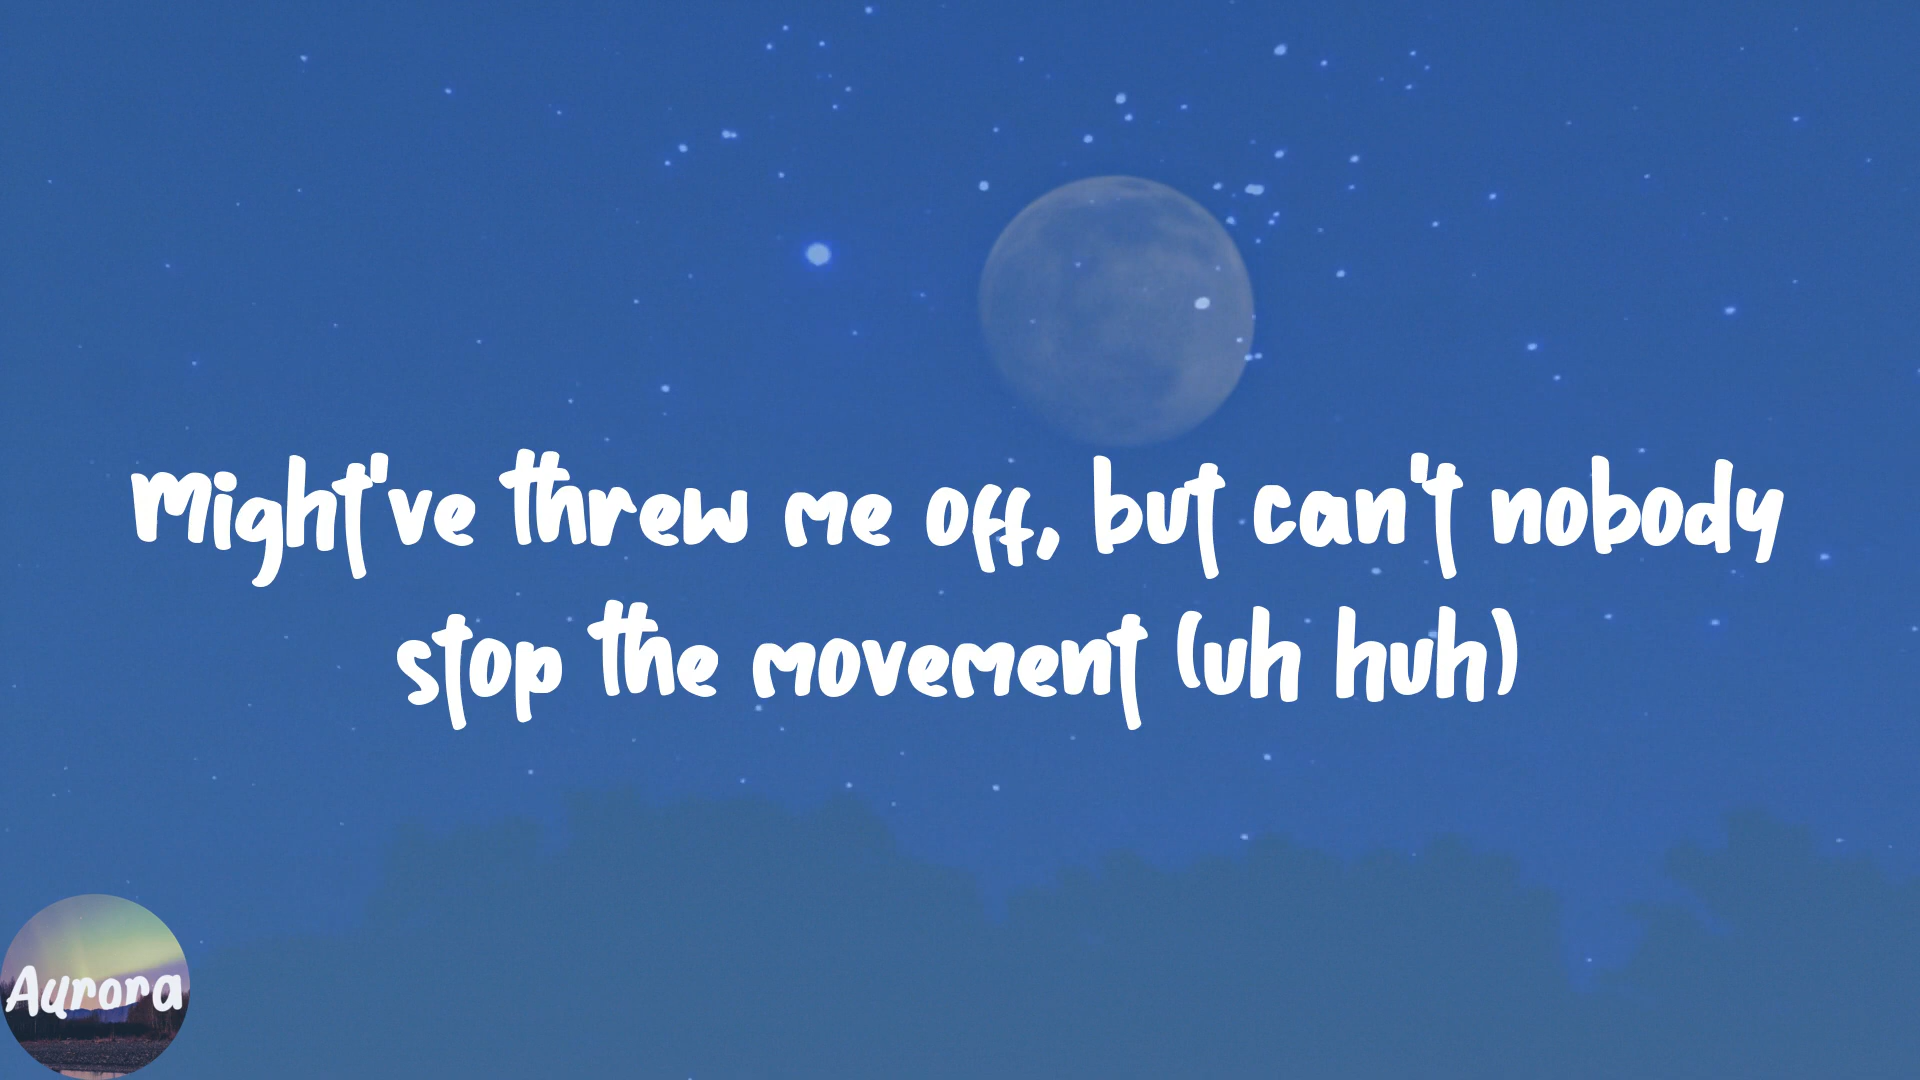 Might've threw me off, but can't nobody
stop the movement (uh huh)
Aurora